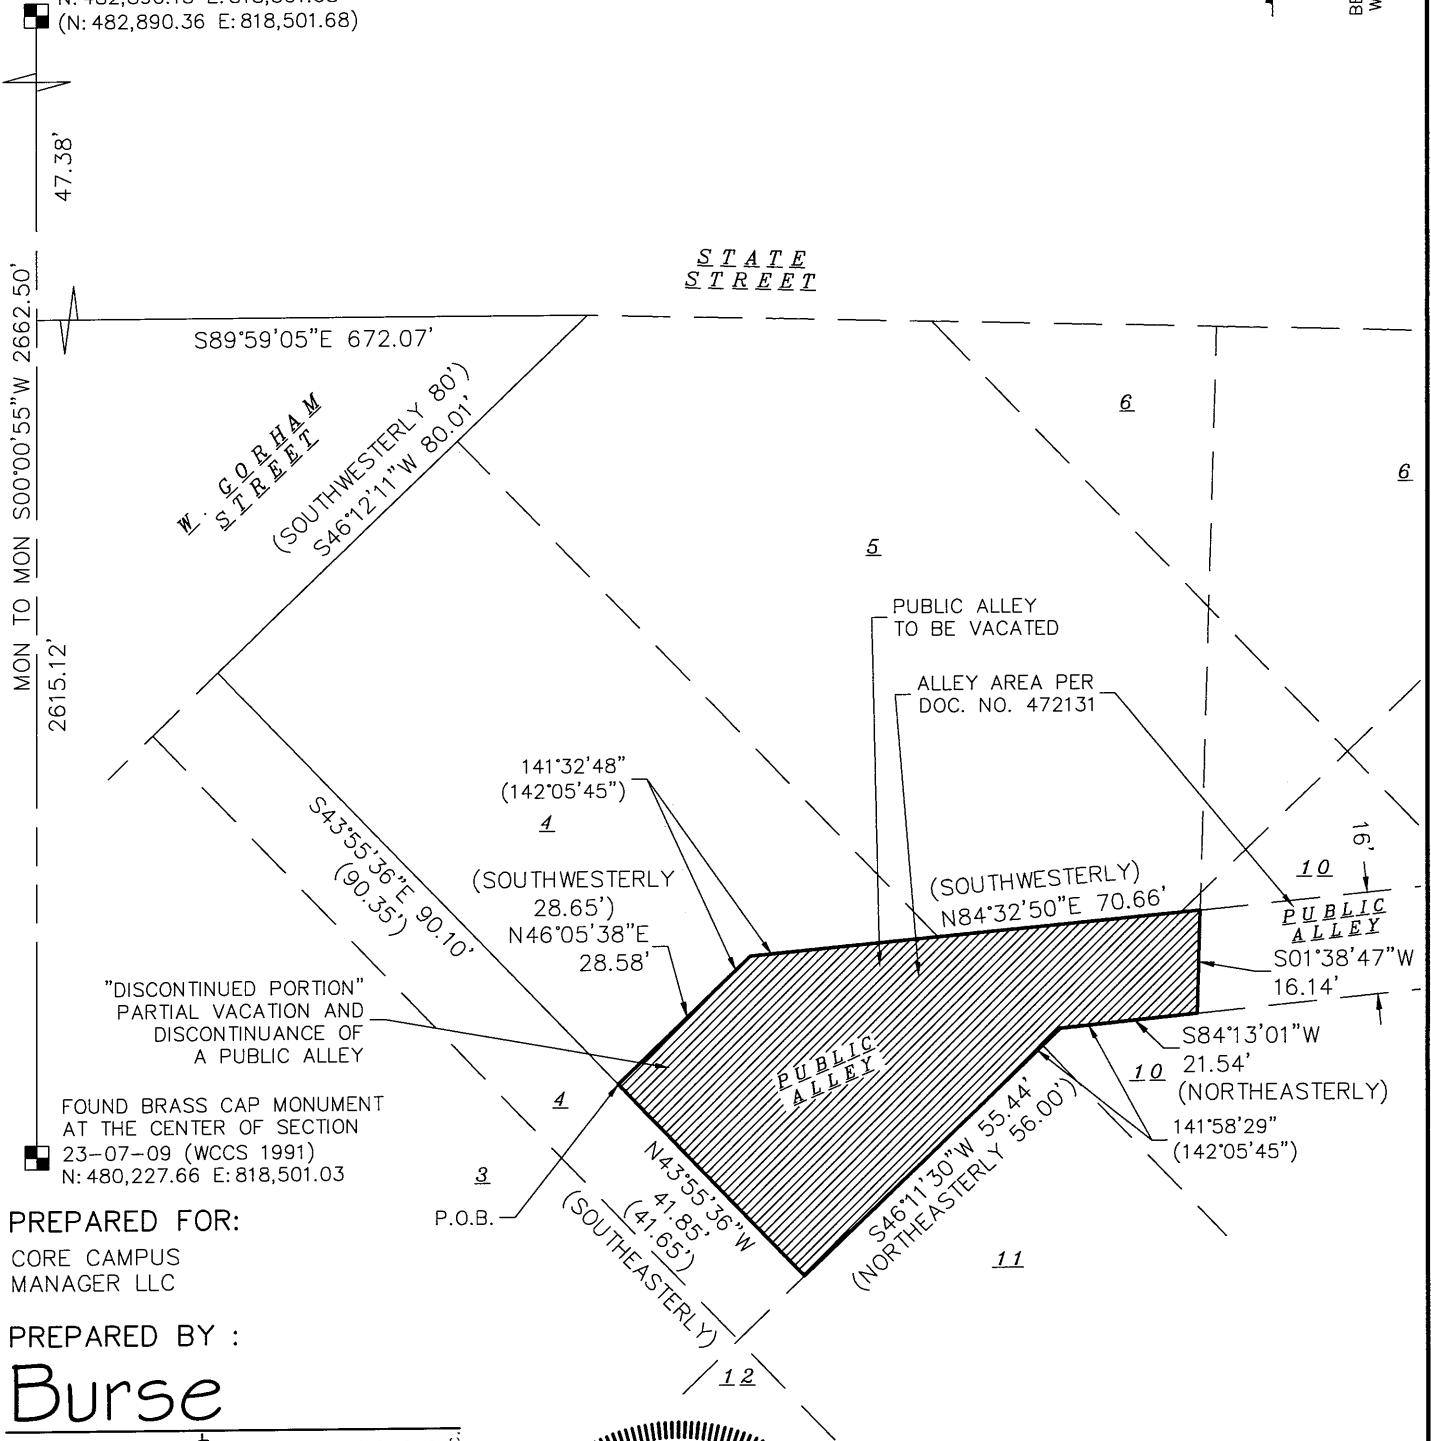 (N: 482,890.36 E: 818,501.68)
47.38'
MON TO MON S00°00'55"W 2662.50'
2615.12'
STATE
STREET
S89°59'05"E 672.07'
W. GORHAM
STREET
(SOUTHWESTERLY 80')
S46°12'11"W 80.01'
6
6
5
PUBLIC ALLEY
TO BE VACATED
ALLEY AREA PER
DOC. NO. 472131
141°32'48"
(142°05'45")
4
S43°55'36"E 90.10'
(90.35')
(SOUTHWESTERLY
28.65')
N46°05'38"E
28.58'
(SOUTHWESTERLY)
N84°32'50"E 70.66'
16'
10
PUBLIC
ALLEY
S01°38'47"W
16.14'
"DISCONTINUED PORTION"
PARTIAL VACATION AND
DISCONTINUANCE OF
A PUBLIC ALLEY
PUBLIC
ALLEY
S84°13'01"W
21.54'
(NORTHEASTERLY)
10
141°58'29"
(142°05'45")
4
FOUND BRASS CAP MONUMENT
AT THE CENTER OF SECTION
23-07-09 (WCCS 1991)
N: 480,227.66 E: 818,501.03
3
P.O.B.
N43°55'36"W
41.85'
(41.65')
(SOUTHEASTERLY)
S46°11'30"W 55.44'
(NORTHEASTERLY 56.00')
11
12
PREPARED FOR:
CORE CAMPUS
MANAGER LLC
PREPARED BY :
Burse